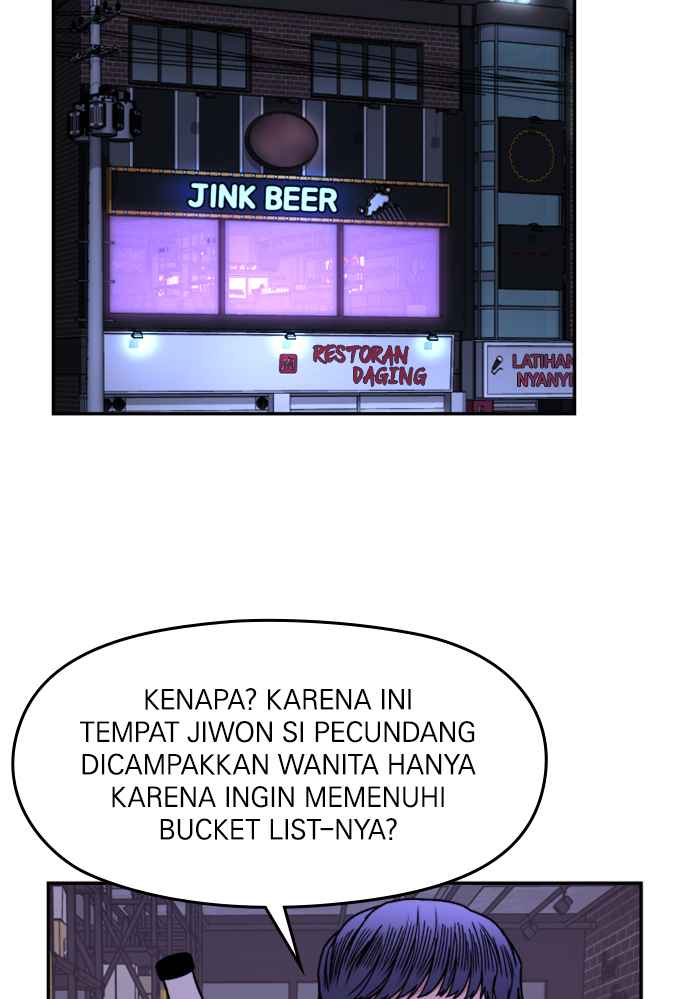 JINK BEER
RESTORAN
DAGING
LATIHAN
NYANYI
KENAPA? KARENA INI
TEMPAT JIWON SI PECUNDANG
DICAMPAKKAN WANITA HANYA
KARENA INGIN MEMENUHI
BUCKET LIST-NYA?